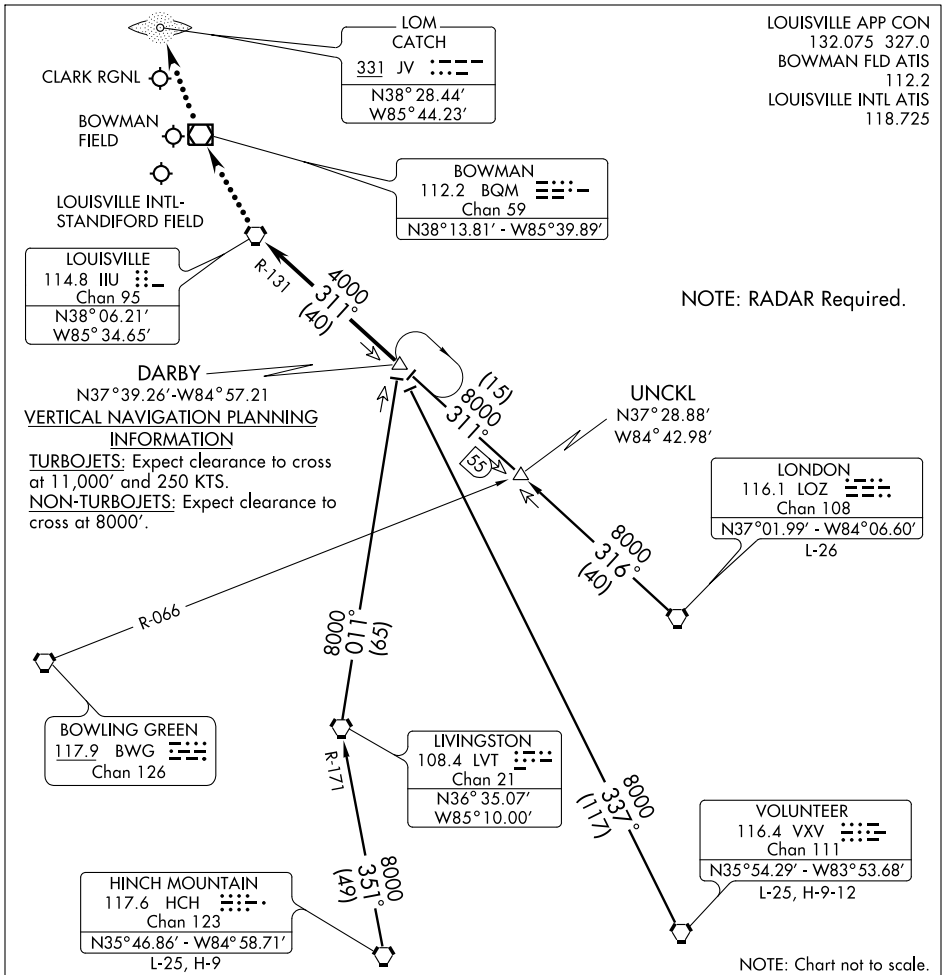 LOUISVILLE APP CON
132.075 327.0
BOWMAN FLD ATIS
112.2
LOUISVILLE INTL ATIS
118.725
LOM
CATCH
331 JV
N38° 28.44'
W85° 44.23'
CLARK RGNL
BOWMAN
FIELD
LOUISVILLE INTL-
STANDIFORD FIELD
BOWMAN
112.2 BQM
Chan 59
N38°13.81' - W85°39.89'
LOUISVILLE
114.8 IIU
Chan 95
N38° 06.21'
W85° 34.65'
R-131
4000
311°
(40)
NOTE: RADAR Required.
DARBY
N37°39.26'-W84°57.21
VERTICAL NAVIGATION PLANNING
INFORMATION
TURBOJETS: Expect clearance to cross
at 11,000' and 250 KTS.
NON-TURBOJETS: Expect clearance to
cross at 8000'.
(15)
8000
311°
55
UNCKL
N37°28.88'
W84°42.98'
LONDON
116.1 LOZ
Chan 108
N37°01.99' - W84°06.60'
L-26
8000
316°
(40)
R-066
8000
011°
(65)
BOWLING GREEN
117.9 BWG
Chan 126
R-171
LIVINGSTON
108.4 LVT
Chan 21
N36° 35.07'
W85°10.00'
8000
337°
(117)
VOLUNTEER
116.4 VXV
Chan 111
N35°54.29' - W83°53.68'
L-25, H-9-12
8000
351°
(49)
HINCH MOUNTAIN
117.6 HCH
Chan 123
N35°46.86' - W84°58.71'
L-25, H-9
NOTE: Chart not to scale.